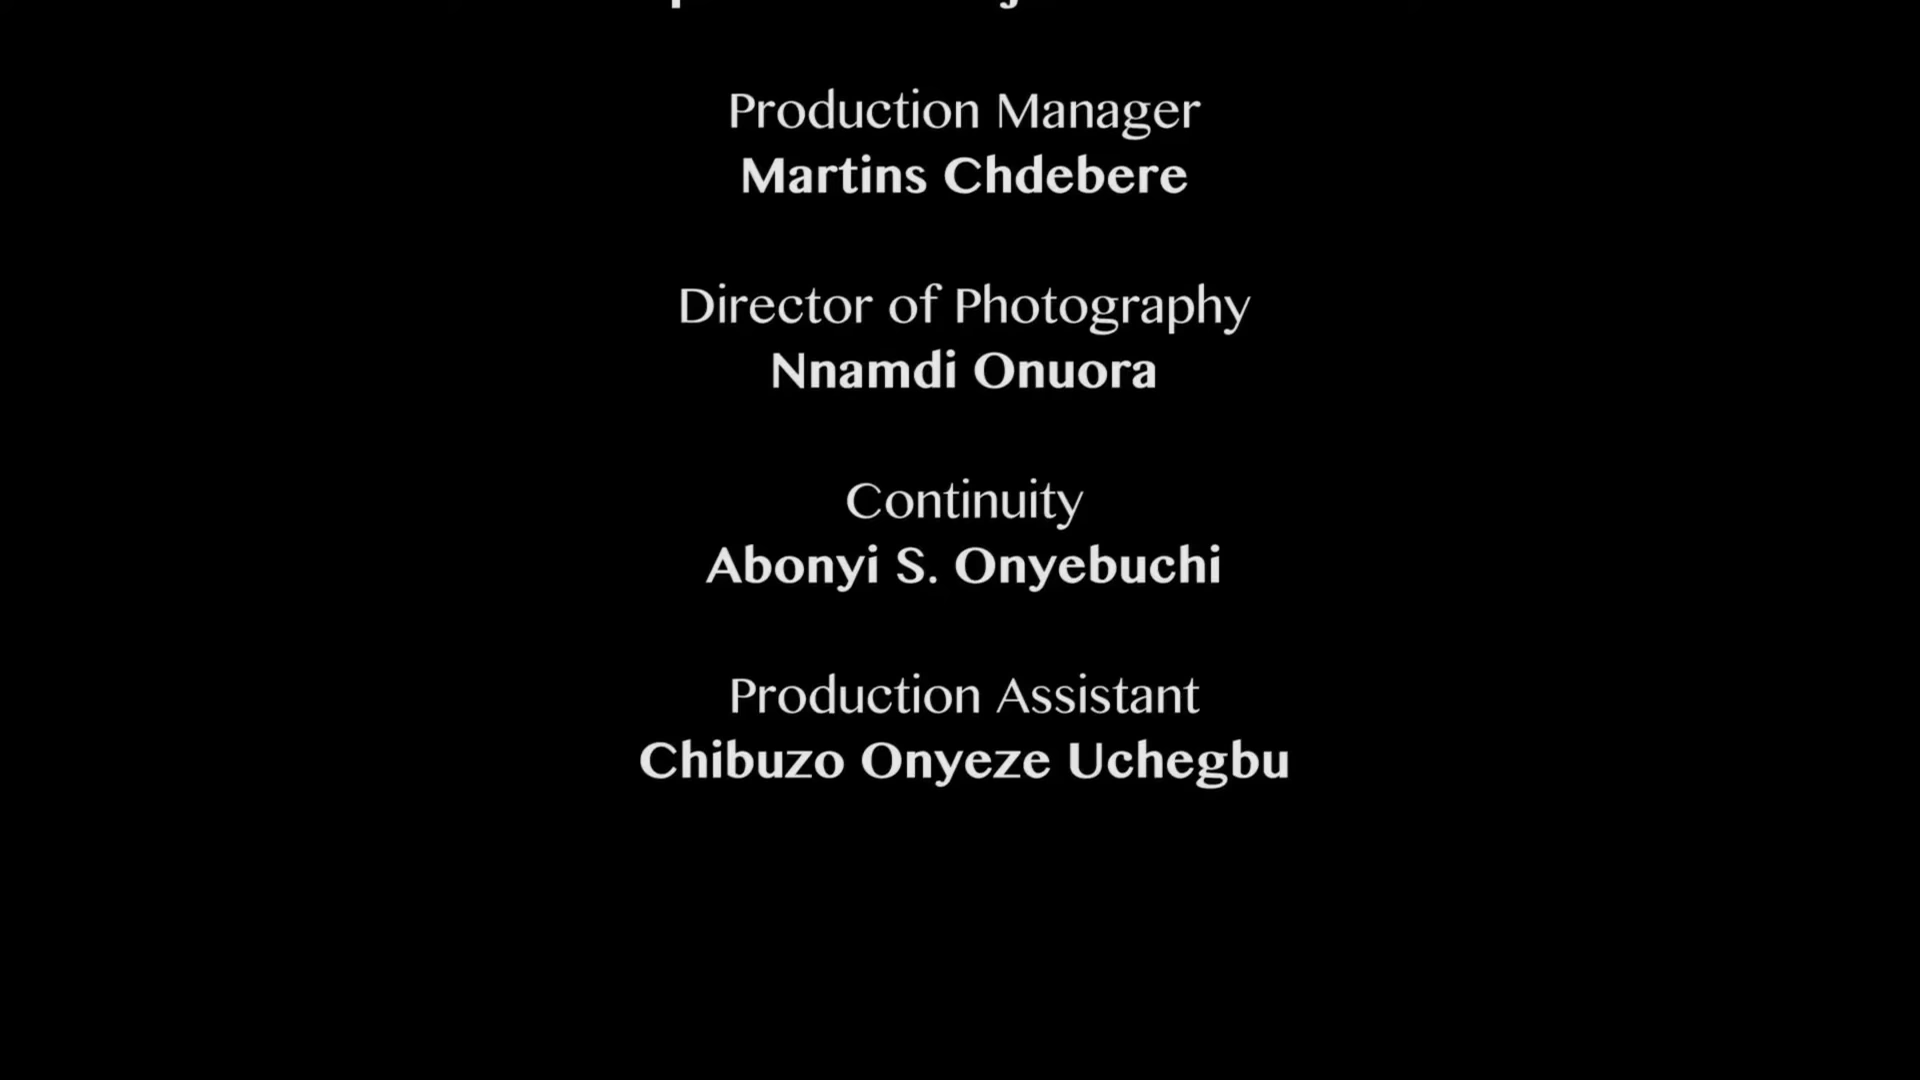 Production Manager
Martins Chdebere
Director of Photography
Nnamdi Onuora
Continuity
Abonyi S. Onyebuchi
Production Assistant
Chibuzo Onyeze Uchegbu